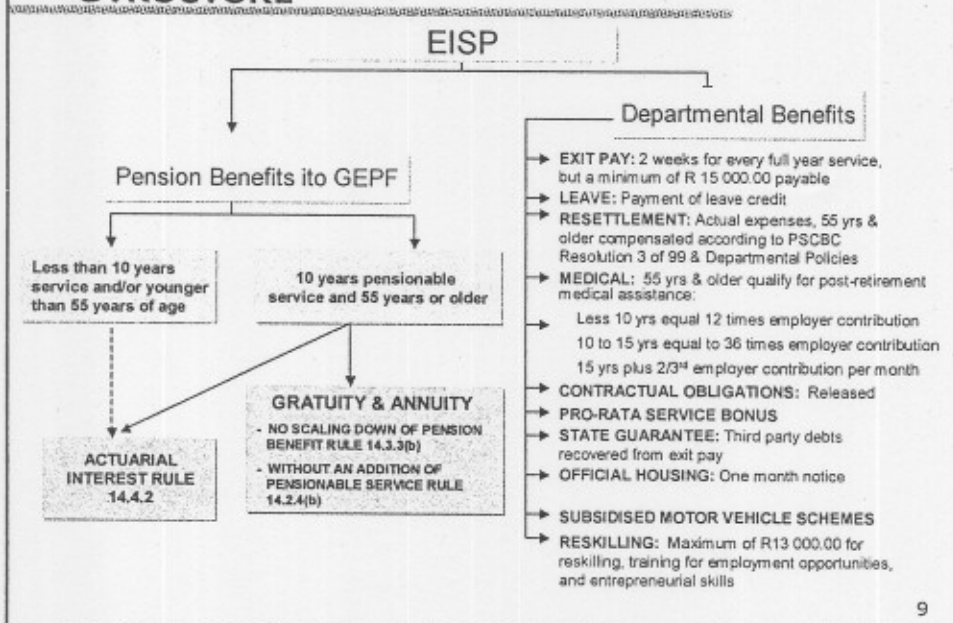 STRUCTURE
EISP
Pension Benefits ito GEPF
Less than 10 years
service and/or younger
than 55 years of age
10 years pensionable
service and 55 years or older
ACTUARIAL
INTEREST RULE
14.4.2
GRATUITY & ANNUITY
- NO SCALING DOWN OF PENSION
BENEFIT RULE 14.3.3(b)
- WITHOUT AN ADDITION OF
PENSIONABLE SERVICE RULE
14.2.4(b)
Departmental Benefits
EXIT PAY: 2 weeks for every full year service,
but a minimum of R 15 000.00 payable
LEAVE: Payment of leave credit
RESETTLEMENT: Actual expenses, 55 yrs &
older compensated according to PSCBC
Resolution 3 of 99 & Departmental Policies
MEDICAL: 55 yrs & older qualify for post-retirement
medical assistance:
Less 10 yrs equal 12 times employer contribution
10 to 15 yrs equal to 36 times employer contribution
15 yrs plus 2/3rd employer contribution per month
CONTRACTUAL OBLIGATIONS: Released
PRO-RATA SERVICE BONUS
STATE GUARANTEE: Third party debts
recovered from exit pay
OFFICIAL HOUSING: One month notice
SUBSIDISED MOTOR VEHICLE SCHEMES
RESKILLING: Maximum of R13 000.00 for
reskilling, training for employment opportunities,
and entrepreneurial skills
9